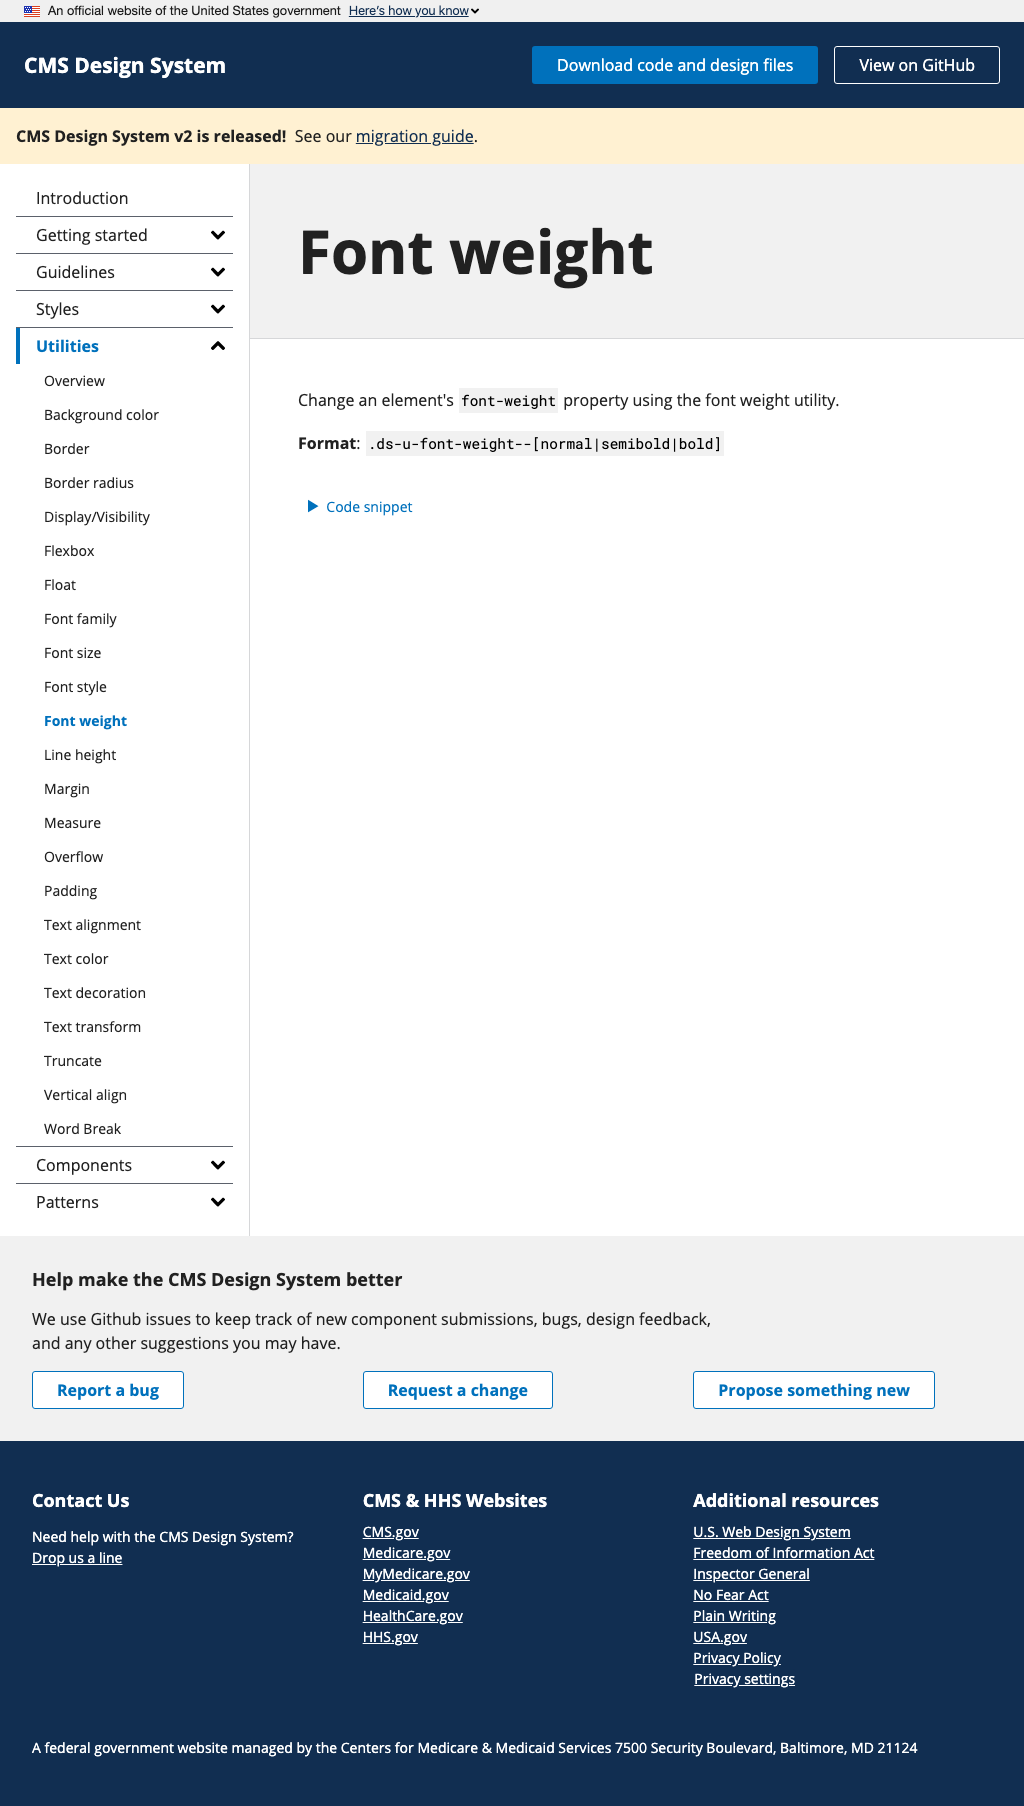 An official website of the United States government Here's how you know
CMS Design System
Download code and design files
View on GitHub
CMS Design System v2 is released! See our migration guide.
Introduction
Getting started
Guidelines
Styles
Utilities
Overview
Background color
Border
Border radius
Display/Visibility
Flexbox
Float
Font family
Font size
Font style
Font weight
Line height
Margin
Measure
Overflow
Padding
Text alignment
Text color
Text decoration
Text transform
Truncate
Vertical align
Word Break
Components
Patterns
Font weight
Change an element's font-weight property using the font weight utility.
Format: .ds-u-font-weight--[normal|semibold|bold]
Code snippet
Help make the CMS Design System better
We use Github issues to keep track of new component submissions, bugs, design feedback,
and any other suggestions you may have.
Report a bug
Request a change
Propose something new
Contact Us
Need help with the CMS Design System?
Drop us a line
CMS & HHS Websites
CMS.gov
Medicare.gov
MyMedicare.gov
Medicaid.gov
HealthCare.gov
HHS.gov
Additional resources
U.S. Web Design System
Freedom of Information Act
Inspector General
No Fear Act
Plain Writing
USA.gov
Privacy Policy
Privacy settings
A federal government website managed by the Centers for Medicare & Medicaid Services 7500 Security Boulevard, Baltimore, MD 21124